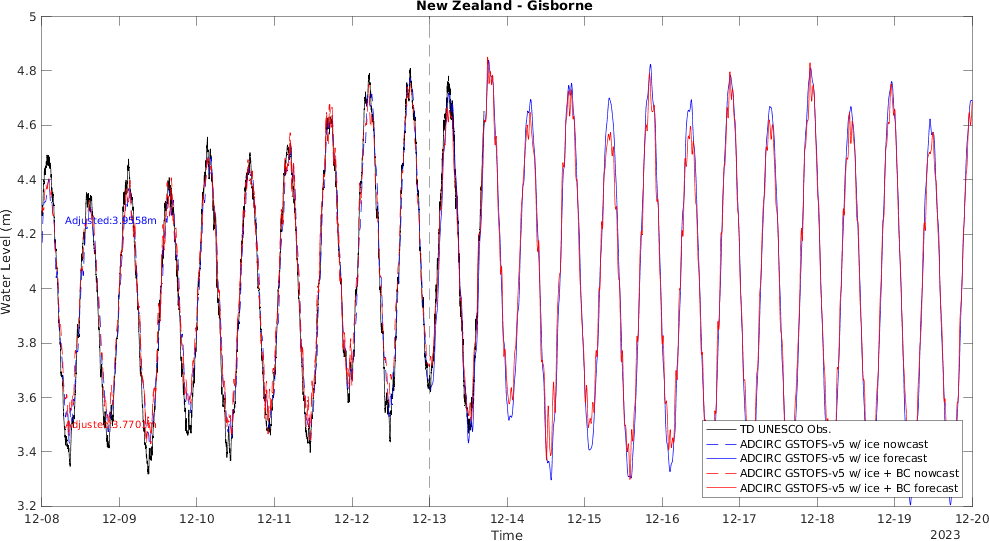 New Zealand - Gisborne
5
4.8
4.6
4.4
4.2
4
3.8
3.6
3.4
3.2
Water Level (m)
Adjusted:3.9558m
TD UNESCO Obs.
ADCIRC GSTOFS-v5 w/ ice nowcast
ADCIRC GSTOFS-v5 w/ ice forecast
ADCIRC GSTOFS-v5 w/ ice + BC nowcast
ADCIRC GSTOFS-v5 w/ ice + BC forecast
12-08 12-09 12-10 12-11 12-12 12-13 12-14 12-15 12-16 12-17 12-18 12-19 12-20
Time
2023